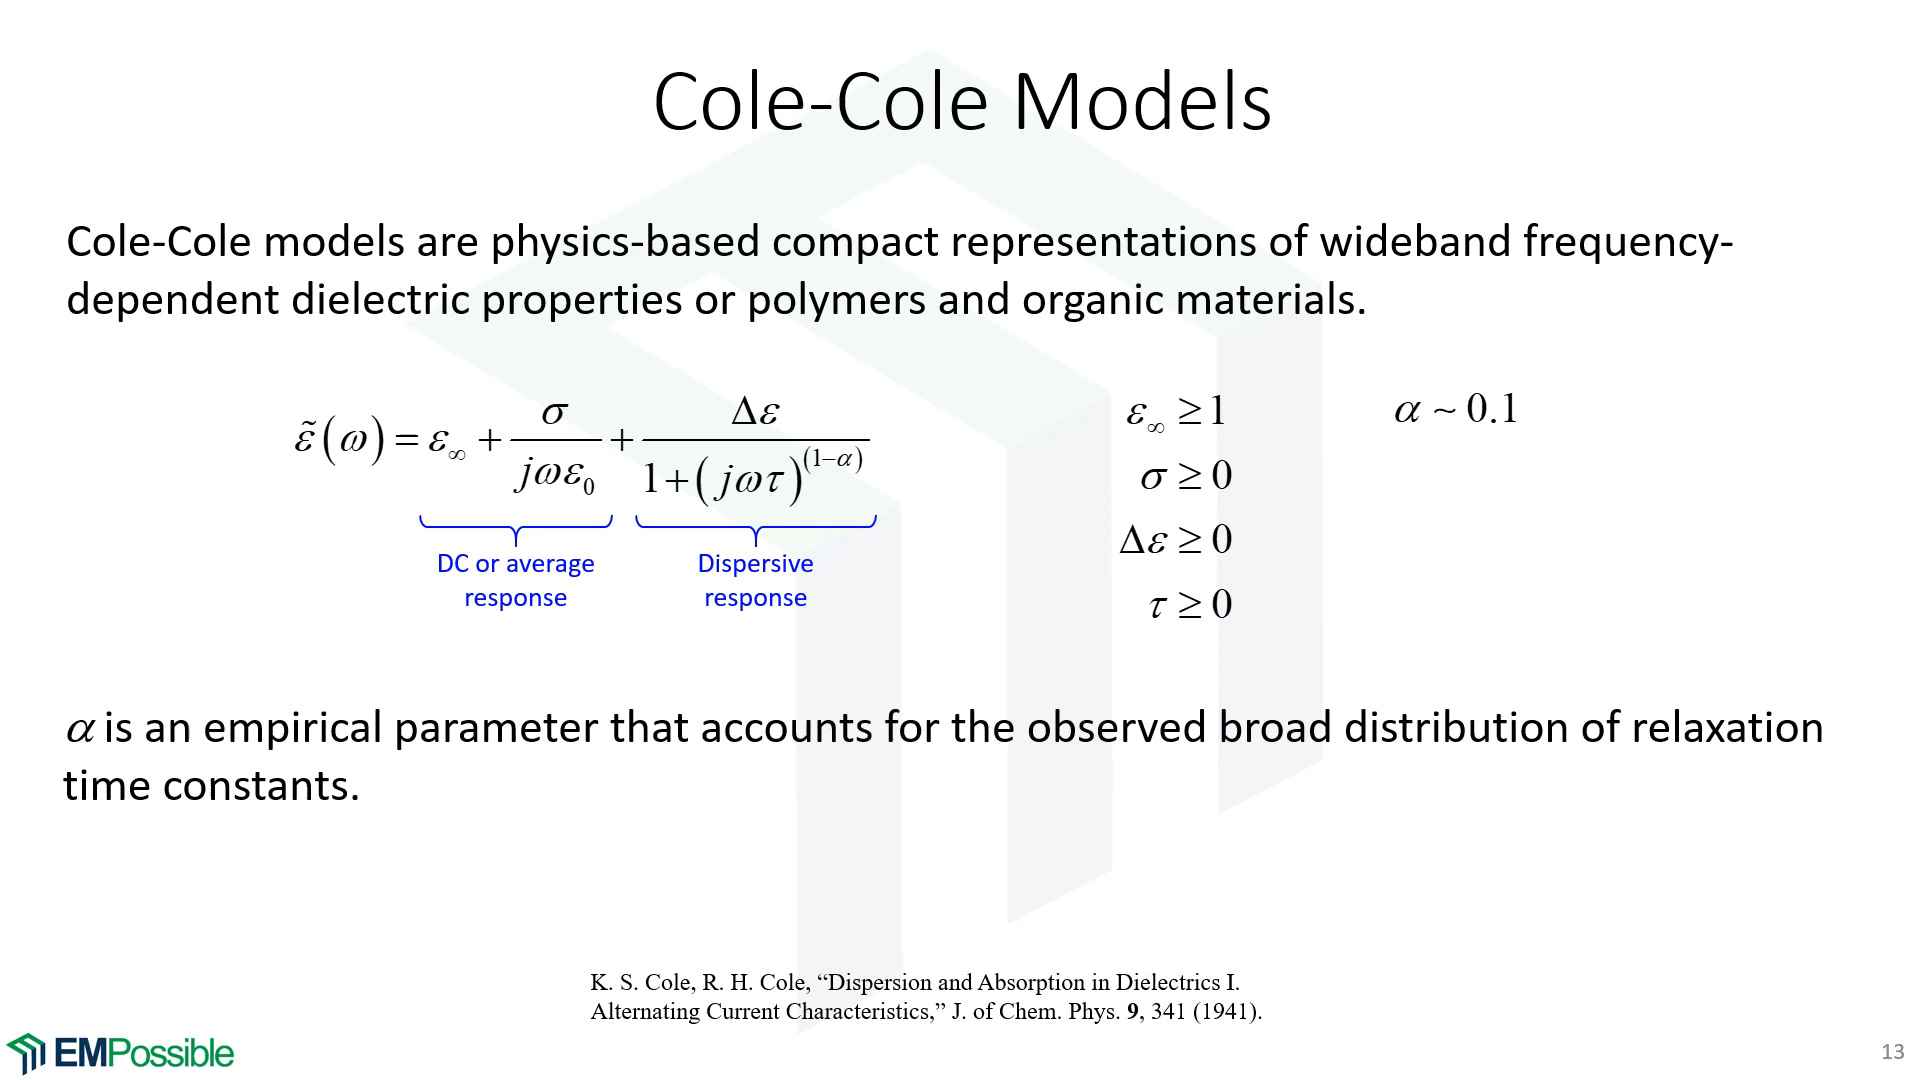 Cole-Cole Models
Cole-Cole models are physics-based compact representations of wideband frequency-
dependent dielectric properties or polymers and organic materials.
ε̃(ω) = ε∞ + σ/(jωε₀) + Δε/(1+(jωτ)^(1−α))
DC or average
response
Dispersive
response
ε∞ ≥ 1
σ ≥ 0
Δε ≥ 0
τ ≥ 0
α ~ 0.1
α is an empirical parameter that accounts for the observed broad distribution of relaxation
time constants.
K. S. Cole, R. H. Cole, “Dispersion and Absorption in Dielectrics I.
Alternating Current Characteristics,” J. of Chem. Phys. 9, 341 (1941).
EMPossible
13